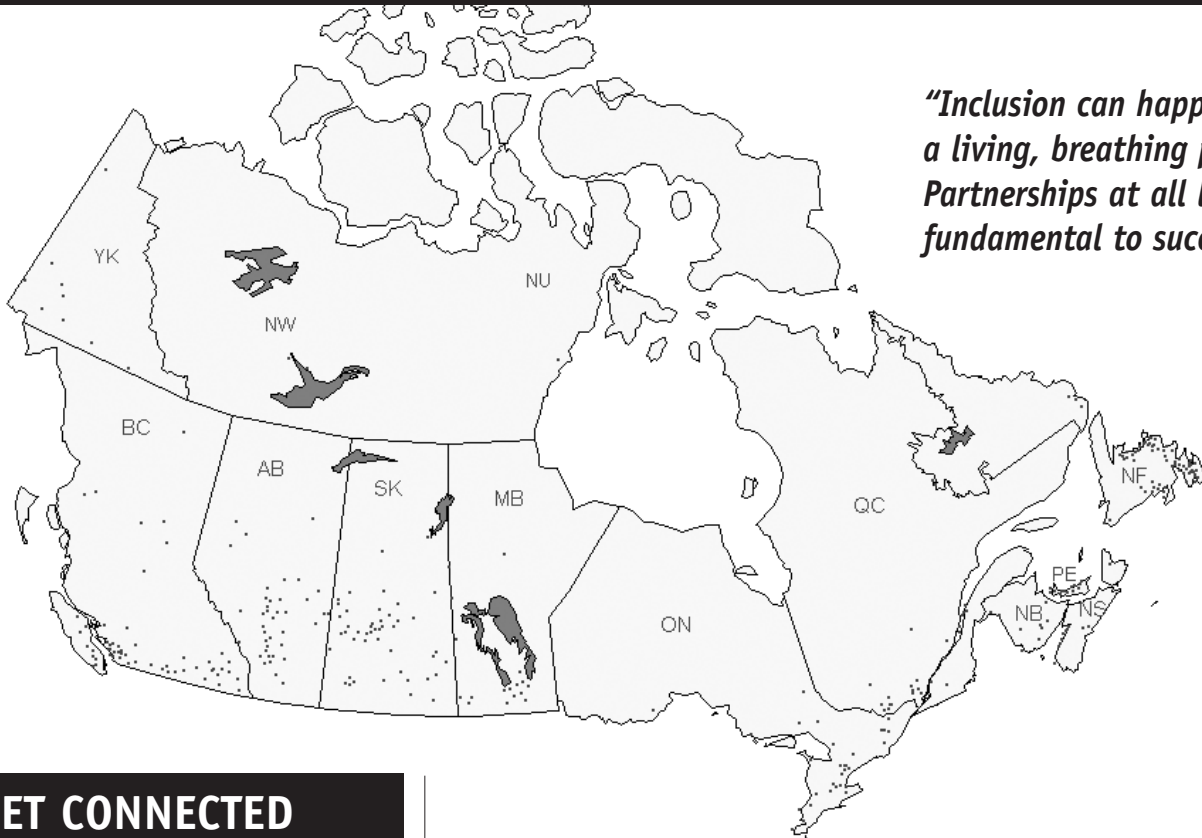 “Inclusion can happ
a living, breathing
Partnerships at all
fundamental to suc
YK
NU
NW
BC
AB
SK
MB
QC
NF
ON
PE
NB
NS
ET CONNECTED